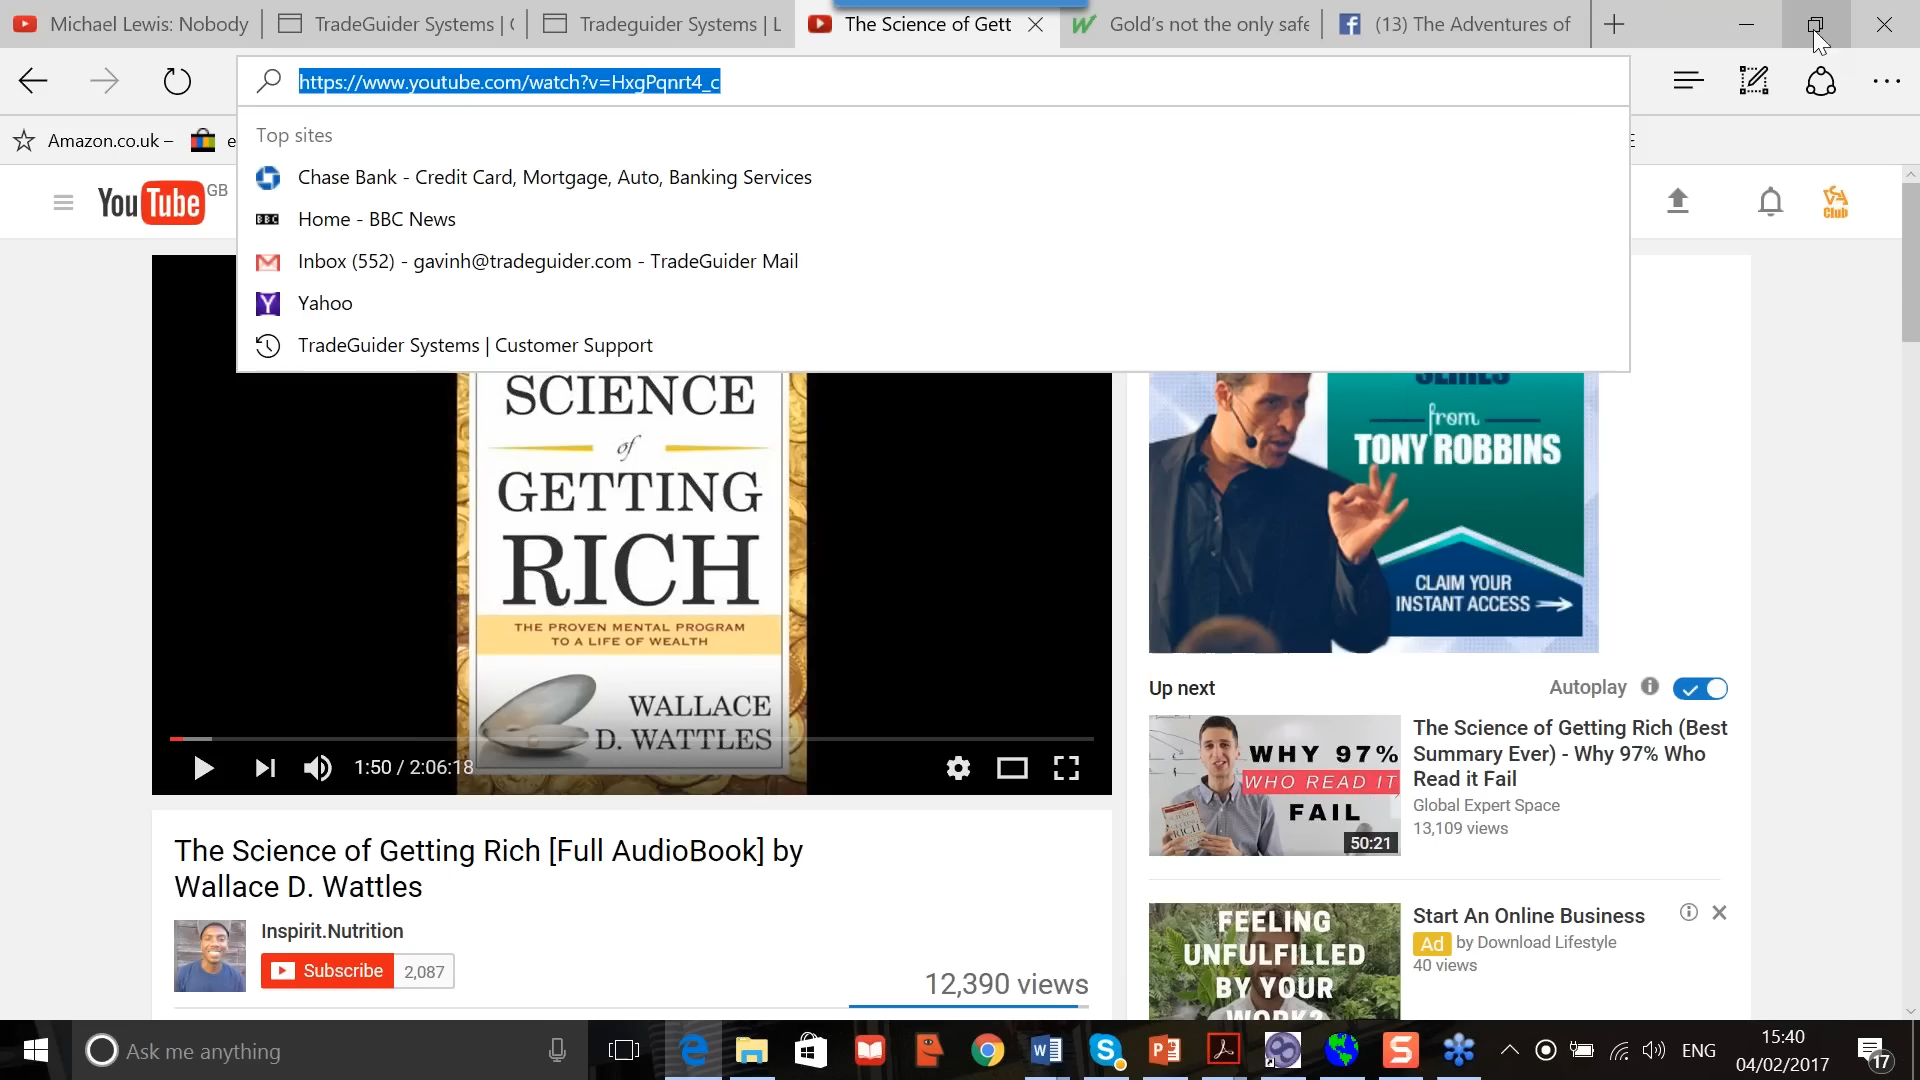 Michael Lewis: Nobody
TradeGuider Systems | C
Tradeguider Systems | L
The Science of Gett
Gold's not the only safe
(13) The Adventures of
https://www.youtube.com/watch?v=HxgPqnrt4_c
Amazon.co.uk –
e
Top sites
Chase Bank - Credit Card, Mortgage, Auto, Banking Services
BBC
Home - BBC News
Inbox (552) - gavinh@tradeguider.com - TradeGuider Mail
Yahoo
TradeGuider Systems | Customer Support
YouTube GB
VSA
Club
SCIENCE
of
GETTING
RICH
THE PROVEN MENTAL PROGRAM
TO A LIFE OF WEALTH
WALLACE
D. WATTLES
1:50 / 2:06:18
SERIES
from
TONY ROBBINS
CLAIM YOUR
INSTANT ACCESS
Up next
Autoplay
WHY 97%
WHO READ IT
FAIL
50:21
The Science of Getting Rich (Best
Summary Ever) - Why 97% Who
Read it Fail
Global Expert Space
13,109 views
The Science of Getting Rich [Full AudioBook] by
Wallace D. Wattles
Inspirit.Nutrition
Subscribe 2,087
12,390 views
FEELING
UNFULFILLED
BY YOUR
WORK?
Start An Online Business
Ad by Download Lifestyle
40 views
Ask me anything
ENG
15:40
04/02/2017
17